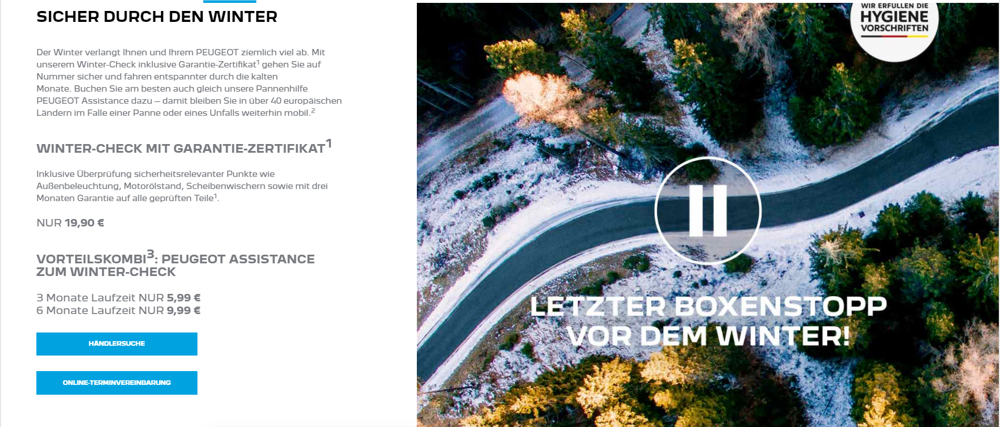 SICHER DURCH DEN WINTER
Der Winter verlangt Ihnen und Ihrem PEUGEOT ziemlich viel ab. Mit
unserem Winter-Check inklusive Garantie-Zertifikat¹ gehen Sie auf
Nummer sicher und fahren entspannter durch die kalten
Monate. Buchen Sie am besten auch gleich unsere Pannenhilfe
PEUGEOT Assistance dazu – damit bleiben Sie in über 40 europäischen
Ländern im Falle einer Panne oder eines Unfalls weiterhin mobil.²
WINTER-CHECK MIT GARANTIE-ZERTIFIKAT¹
Inklusive Überprüfung sicherheitsrelevanter Punkte wie
Außenbeleuchtung, Motorölstand, Scheibenwischern sowie mit drei
Monaten Garantie auf alle geprüften Teile¹.
NUR 19,90 €
VORTEILSKOMBI³: PEUGEOT ASSISTANCE
ZUM WINTER-CHECK
3 Monate Laufzeit NUR 5,99 €
6 Monate Laufzeit NUR 9,99 €
HÄNDLERSUCHE
ONLINE-TERMINVEREINBARUNG
WIR ERFÜLLEN DIE
HYGIENE
VORSCHRIFTEN
LETZTER BOXENSTOPP
VOR DEM WINTER!